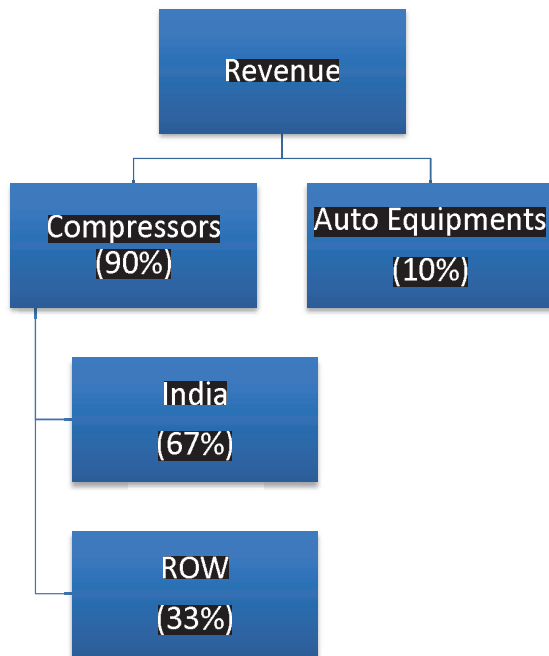 Revenue
Compressors
(90%)
Auto Equipments
(10%)
India
(67%)
ROW
(33%)